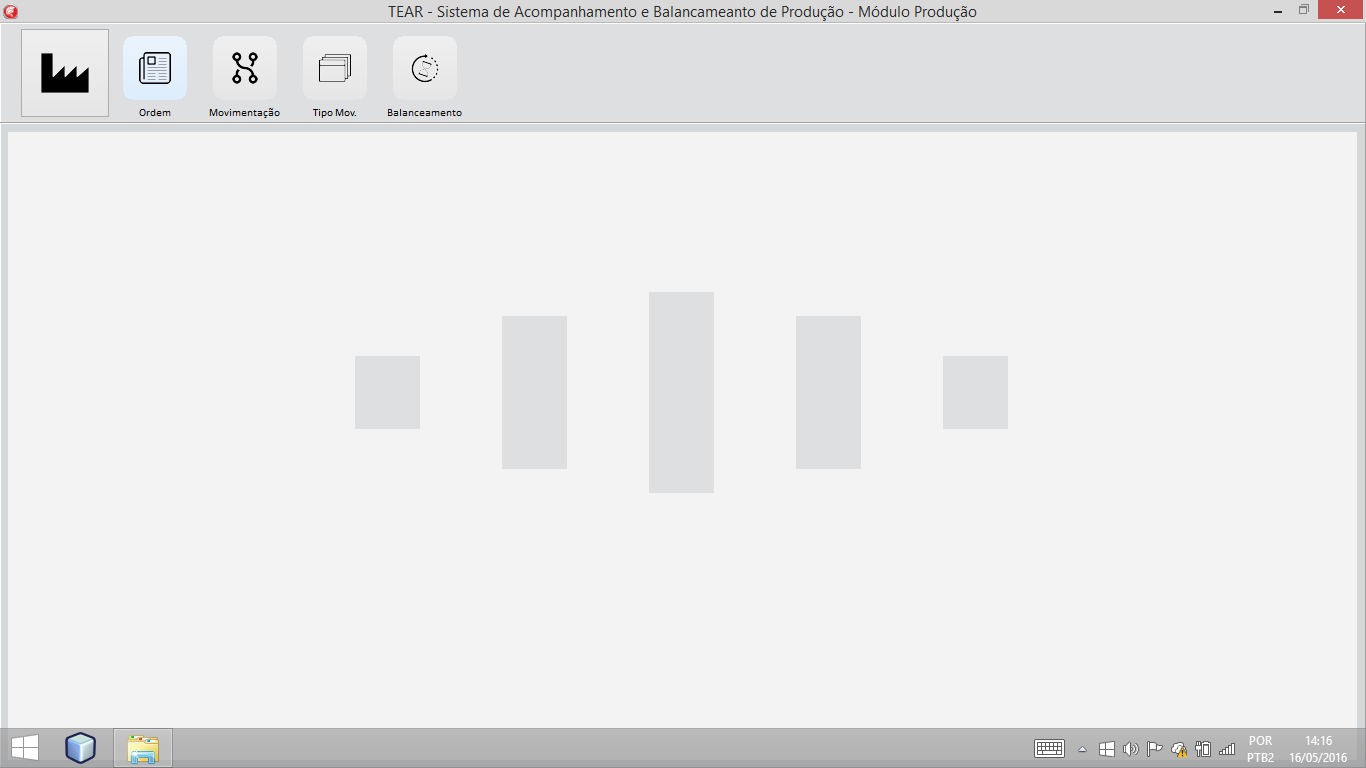 TEAR - Sistema de Acompanhamento e Balancameanto de Produção - Módulo Produção
Ordem
Movimentação
Tipo Mov.
Balanceamento
POR
PTB2
14:16
16/05/2016